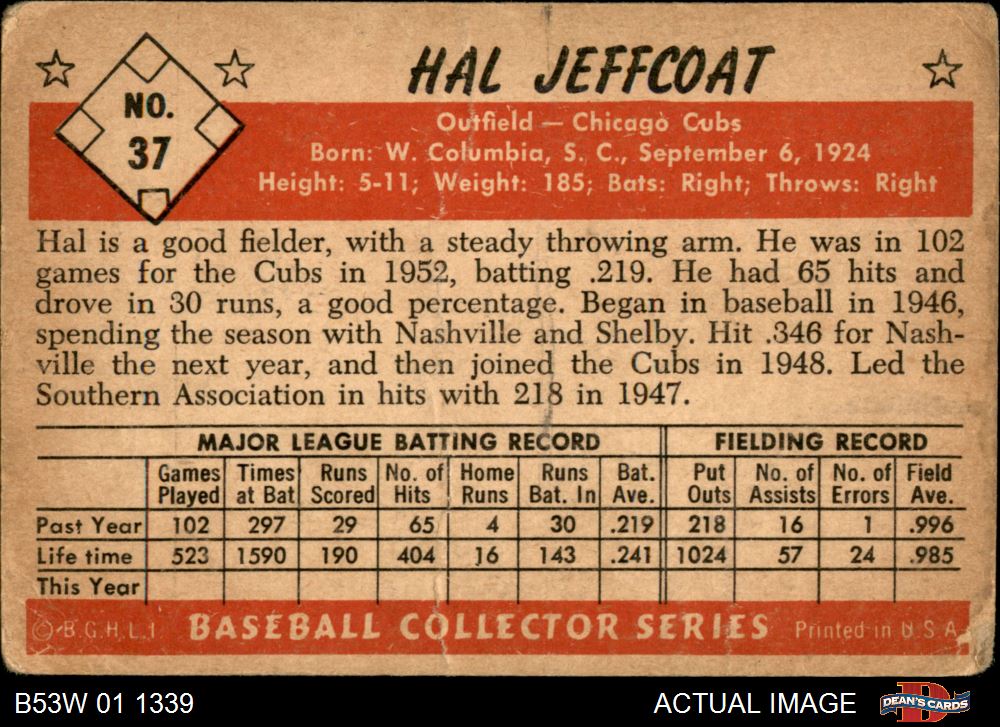 HAL JEFFCOAT
NO.
37
Outfield — Chicago Cubs
Born: W. Columbia, S. C., September 6, 1924
Height: 5-11; Weight: 185; Bats: Right; Throws: Right
Hal is a good fielder, with a steady throwing arm. He was in 102
games for the Cubs in 1952, batting .219. He had 65 hits and
drove in 30 runs, a good percentage. Began in baseball in 1946,
spending the season with Nashville and Shelby. Hit .346 for Nash-
ville the next year, and then joined the Cubs in 1948. Led the
Southern Association in hits with 218 in 1947.
MAJOR LEAGUE BATTING RECORD FIELDING RECORD
Games Times Runs No. of Home Runs Bat. Put No. of No. of Field
Played at Bat Scored Hits Runs Bat. In Ave. Outs Assists Errors Ave.
Past Year 102 297 29 65 4 30 .219 218 16 1 .996
Life time 523 1590 190 404 16 143 .241 1024 57 24 .985
This Year
© B.G.H.L.I BASEBALL COLLECTOR SERIES Printed in U S A
B53W 01 1339 ACTUAL IMAGE DEAN'S CARDS